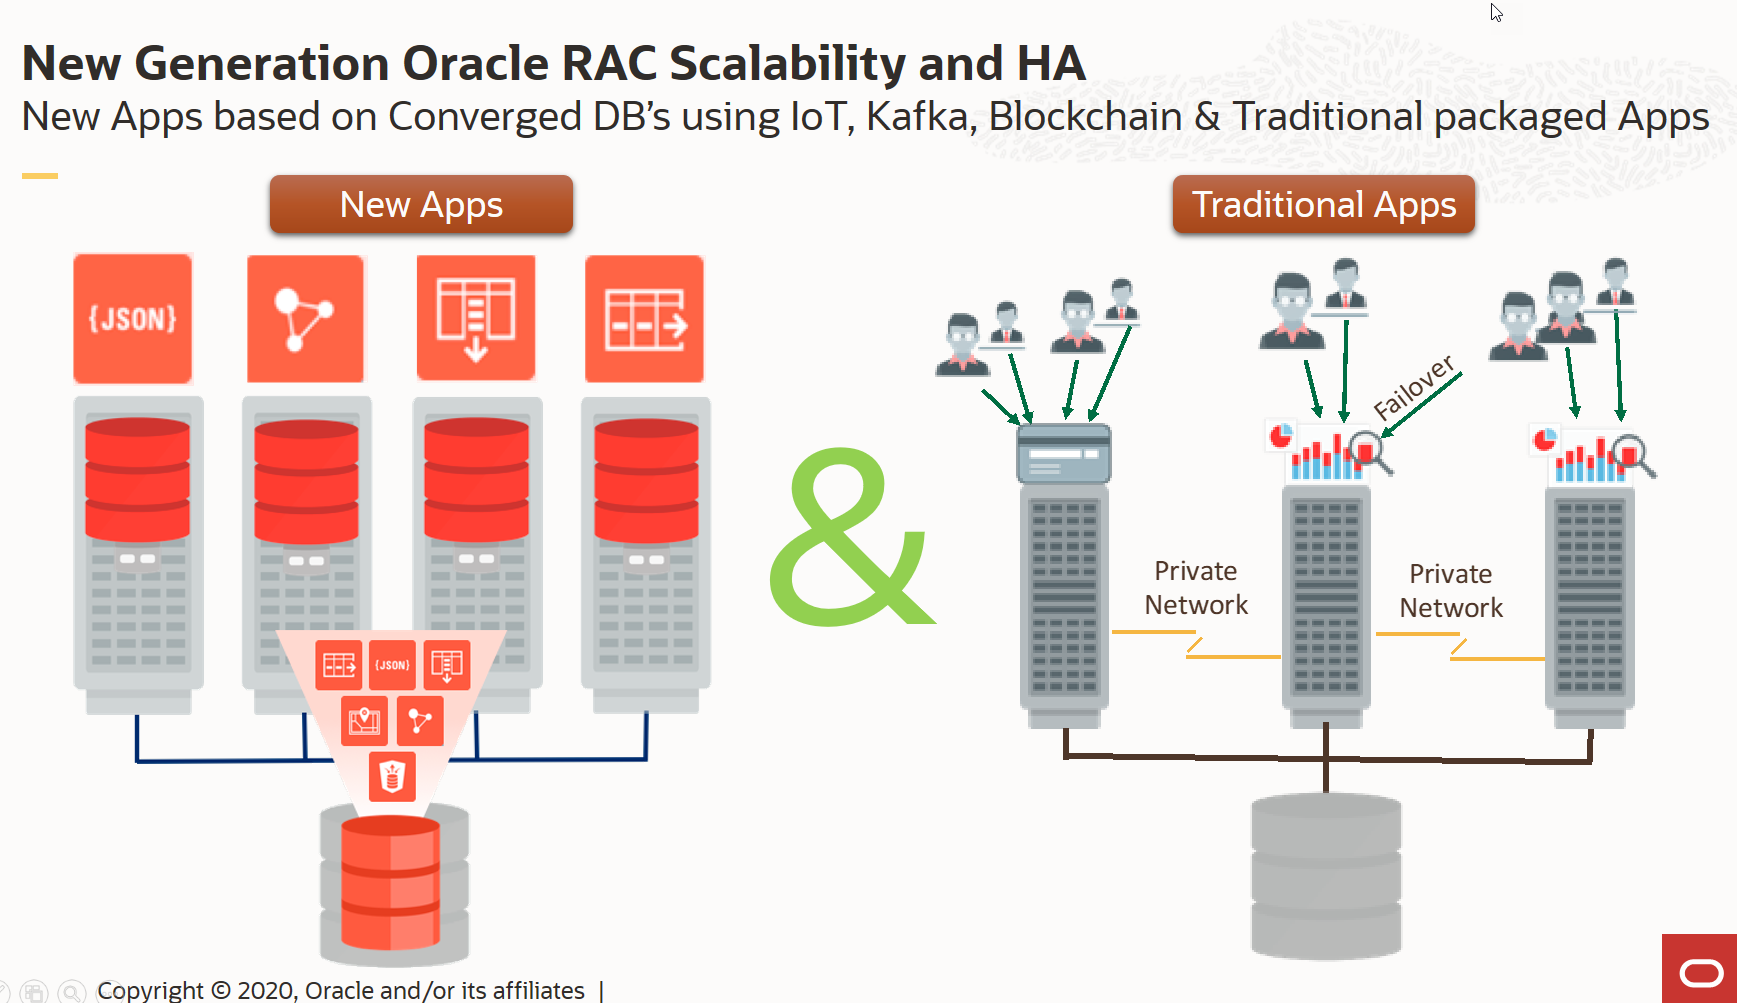 New Generation Oracle RAC Scalability and HA
New Apps based on Converged DB's using IoT, Kafka, Blockchain & Traditional packaged Apps
New Apps
Traditional Apps
{JSON}
Failover
&
Private
Network
Private
Network
{JSON}
Copyright © 2020, Oracle and/or its affiliates |